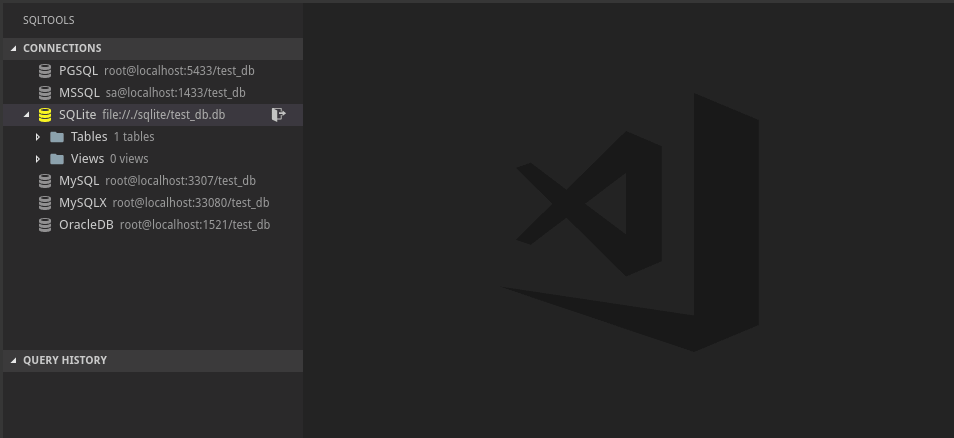 SQLTOOLS
CONNECTIONS
PGSQL root@localhost:5433/test_db
MSSQL sa@localhost:1433/test_db
SQLite file://./sqlite/test_db.db
Tables 1 tables
Views 0 views
MySQL root@localhost:3307/test_db
MySQLX root@localhost:33080/test_db
OracleDB root@localhost:1521/test_db
QUERY HISTORY